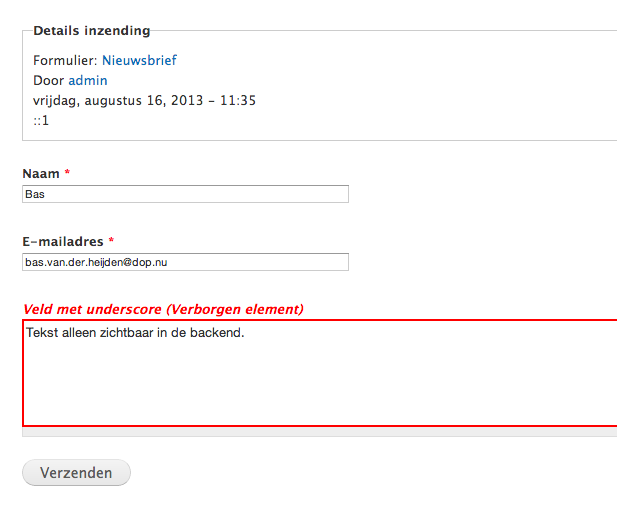 Details inzending
Formulier: Nieuwsbrief
Door admin
vrijdag, augustus 16, 2013 - 11:35
::1
Naam *
Bas
E-mailadres *
bas.van.der.heijden@dop.nu
Veld met underscore (Verborgen element)
Tekst alleen zichtbaar in de backend.
Verzenden